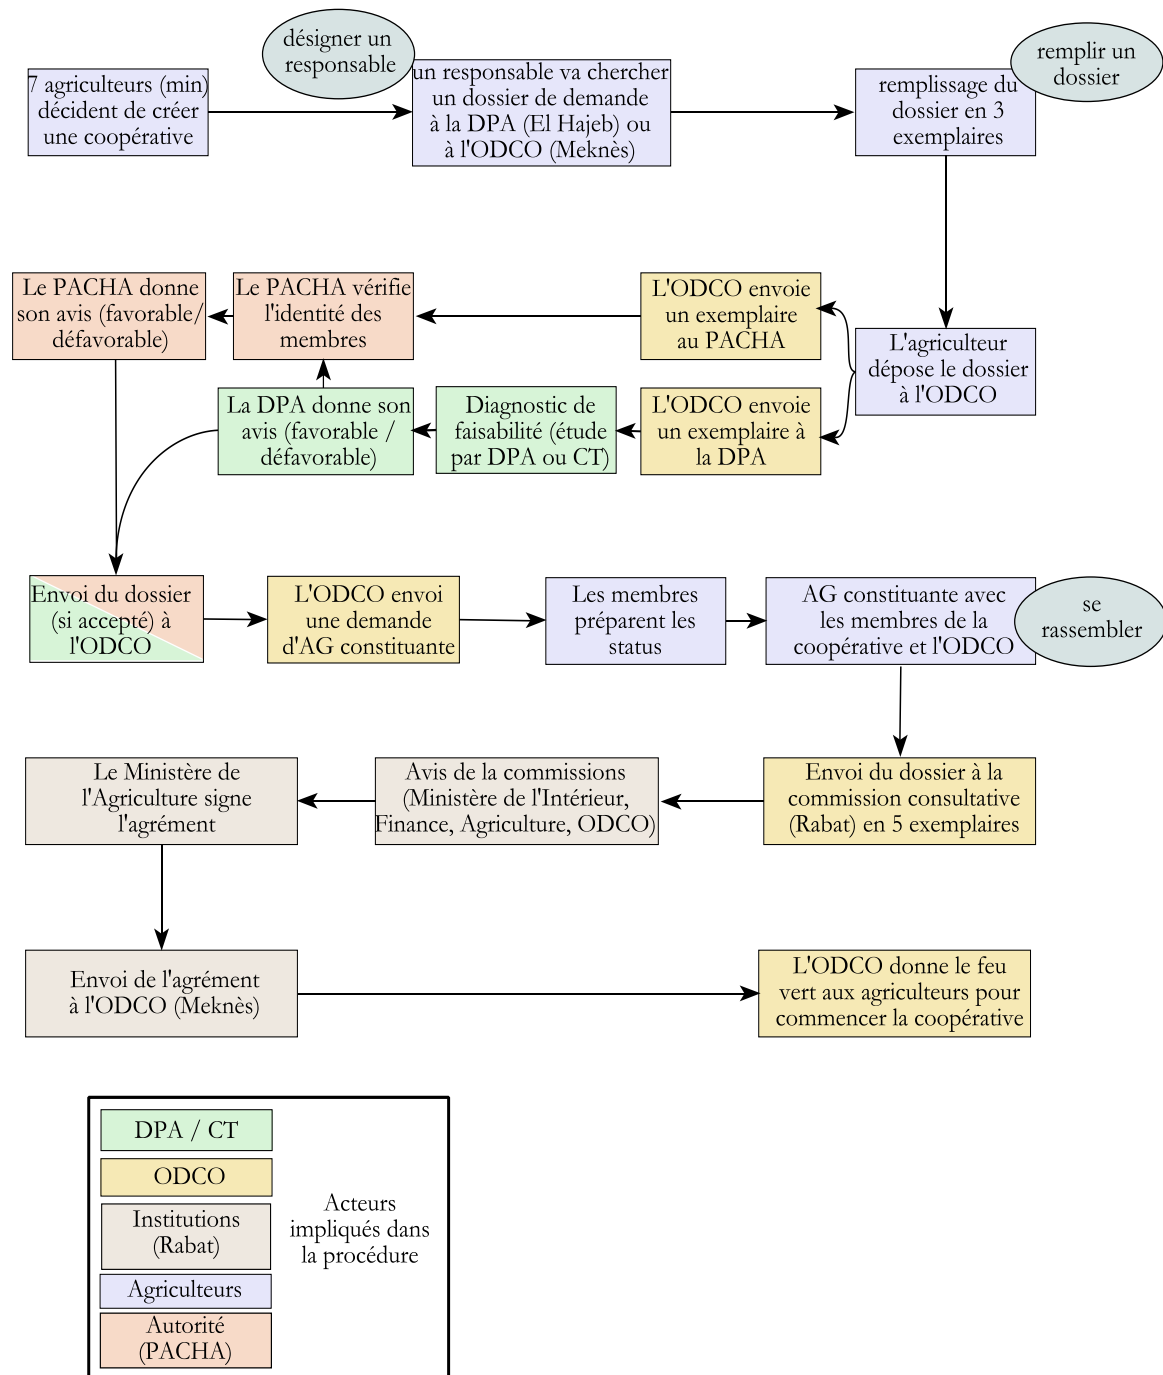 désigner un
responsable
remplir un
dossier
7 agriculteurs (min)
décident de créer
une coopérative
un responsable va chercher
un dossier de demande
à la DPA (El Hajeb) ou
à l'ODCO (Meknès)
remplissage du
dossier en 3
exemplaires
Le PACHA donne
son avis (favorable/
défavorable)
Le PACHA vérifie
l'identité des
membres
L'ODCO envoie
un exemplaire
au PACHA
L'agriculteur
dépose le dossier
à l'ODCO
La DPA donne son
avis (favorable /
défavorable)
Diagnostic de
faisabilité (étude
par DPA ou CT)
L'ODCO envoie
un exemplaire à
la DPA
Envoi du dossier
(si accepté) à
l'ODCO
L'ODCO envoi
une demande
d'AG constituante
Les membres
préparent les
status
AG constituante avec
les membres de la
coopérative et l'ODCO
se
rassembler
Le Ministère de
l'Agriculture signe
l'agrément
Avis de la commissions
(Ministère de l'Intérieur,
Finance, Agriculture, ODCO)
Envoi du dossier à la
commission consultative
(Rabat) en 5 exemplaires
Envoi de l'agrément
à l'ODCO (Meknès)
L'ODCO donne le feu
vert aux agriculteurs pour
commencer la coopérative
DPA / CT
ODCO
Institutions
(Rabat)
Agriculteurs
Autorité
(PACHA)
Acteurs
impliqués dans
la procédure